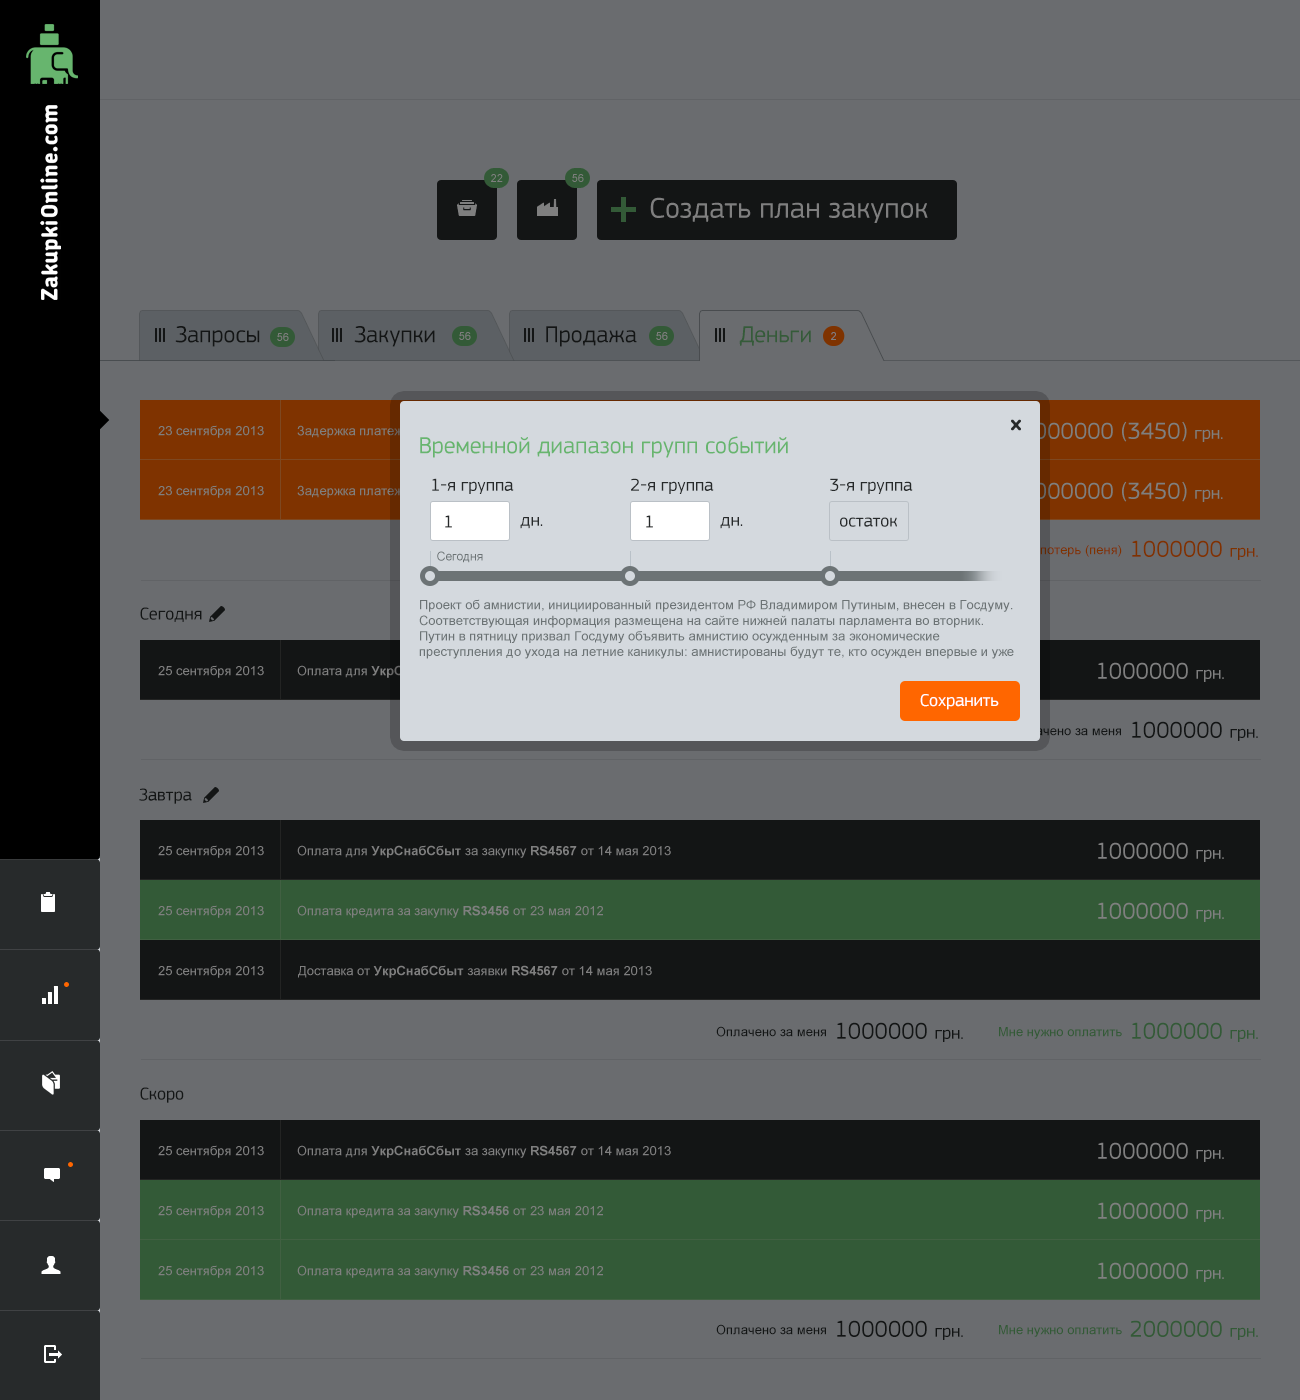 ZakupkiOnline.com
22
56
Создать план закупок
Запросы 56
Закупки 56
Продажа 56
Деньги 2
23 сентября 2013 Задержка
000000 (3450) грн.
23 сентября 2013 Задержка
000000 (3450) грн.
потерь (пеня) 1000000 грн.
Временной диапазон групп событий
1-я группа 2-я группа 3-я группа
1 дн. 1 дн. остаток
Сегодня
Проект об амнистии, инициированный президентом РФ Владимиром Путиным, внесен в Госдуму.
Соответствующая информация размещена на сайте нижней палаты парламента во вторник.
Путин в пятницу призвал Госдуму объявить амнистию осужденным за экономические
преступления до ухода на летние каникулы: амнистированы будут те, кто осужден впервые и уже
Сохранить
Сегодня
25 сентября 2013 Оплата для УкрС 1000000 грн.
чено за меня 1000000 грн.
Завтра
25 сентября 2013 Оплата для УкрСнабСбыт за закупку RS4567 от 14 мая 2013 1000000 грн.
25 сентября 2013 Оплата кредита за закупку RS3456 от 23 мая 2012 1000000 грн.
25 сентября 2013 Доставка от УкрСнабСбыт заявки RS4567 от 14 мая 2013
Оплачено за меня 1000000 грн. Мне нужно оплатить 1000000 грн.
Скоро
25 сентября 2013 Оплата для УкрСнабСбыт за закупку RS4567 от 14 мая 2013 1000000 грн.
25 сентября 2013 Оплата кредита за закупку RS3456 от 23 мая 2012 1000000 грн.
25 сентября 2013 Оплата кредита за закупку RS3456 от 23 мая 2012 1000000 грн.
Оплачено за меня 1000000 грн. Мне нужно оплатить 2000000 грн.